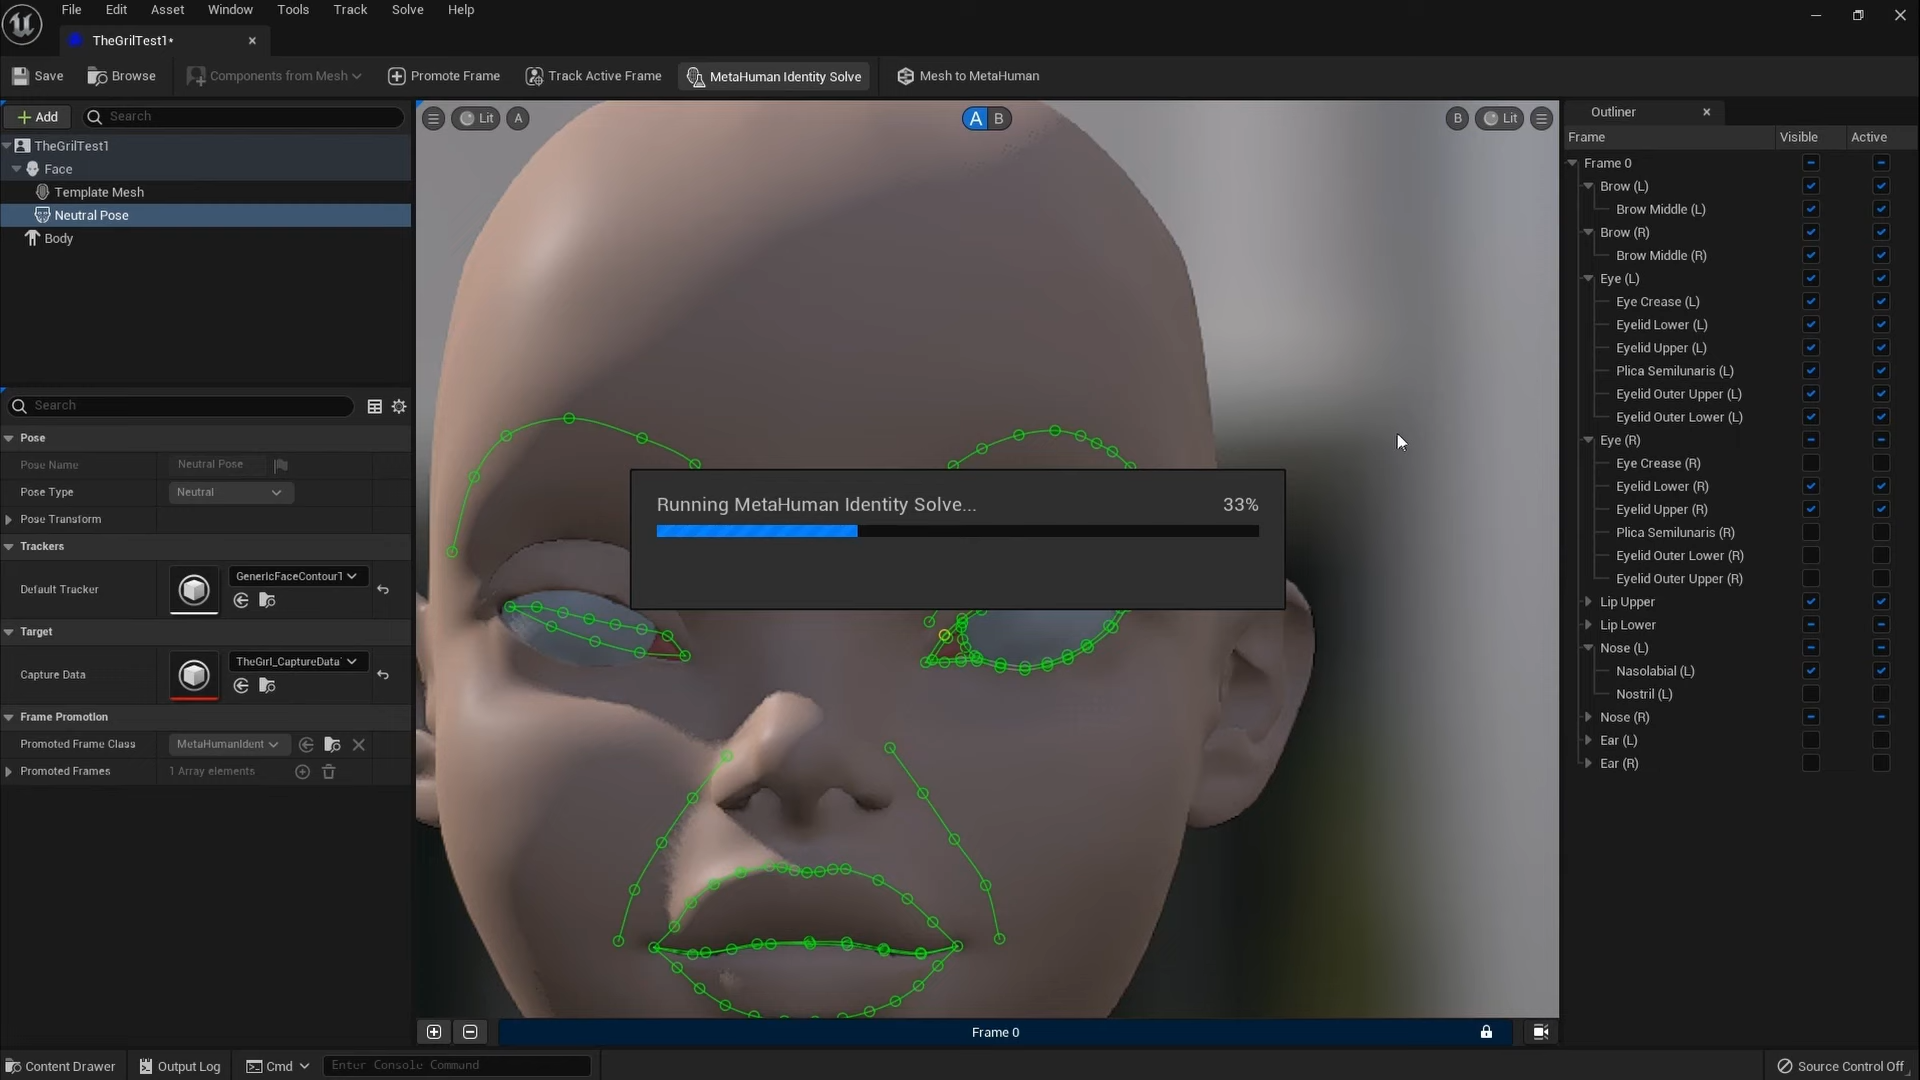 File Edit Asset Window Tools Track Solve Help
TheGrilTest1*
Save Browse Components from Mesh Promote Frame Track Active Frame MetaHuman Identity Solve Mesh to MetaHuman
Add Search
TheGrilTest1
Face
Template Mesh
Neutral Pose
Body
Search
Pose
Pose Name Neutral Pose
Pose Type Neutral
Pose Transform
Trackers
Default Tracker GenericFaceContourT
Target
Capture Data TheGirl_CaptureData
Frame Promotion
Promoted Frame Class MetaHumanIdent
Promoted Frames 1 Array elements
Lit A
A B
B Lit
Running MetaHuman Identity Solve... 33%
Frame 0
Outliner
Frame Visible Active
Frame 0
Brow (L)
Brow Middle (L)
Brow (R)
Brow Middle (R)
Eye (L)
Eye Crease (L)
Eyelid Lower (L)
Eyelid Upper (L)
Plica Semilunaris (L)
Eyelid Outer Upper (L)
Eyelid Outer Lower (L)
Eye (R)
Eye Crease (R)
Eyelid Lower (R)
Eyelid Upper (R)
Plica Semilunaris (R)
Eyelid Outer Lower (R)
Eyelid Outer Upper (R)
Lip Upper
Lip Lower
Nose (L)
Nasolabial (L)
Nostril (L)
Nose (R)
Ear (L)
Ear (R)
Content Drawer Output Log Cmd Enter Console Command Source Control Off